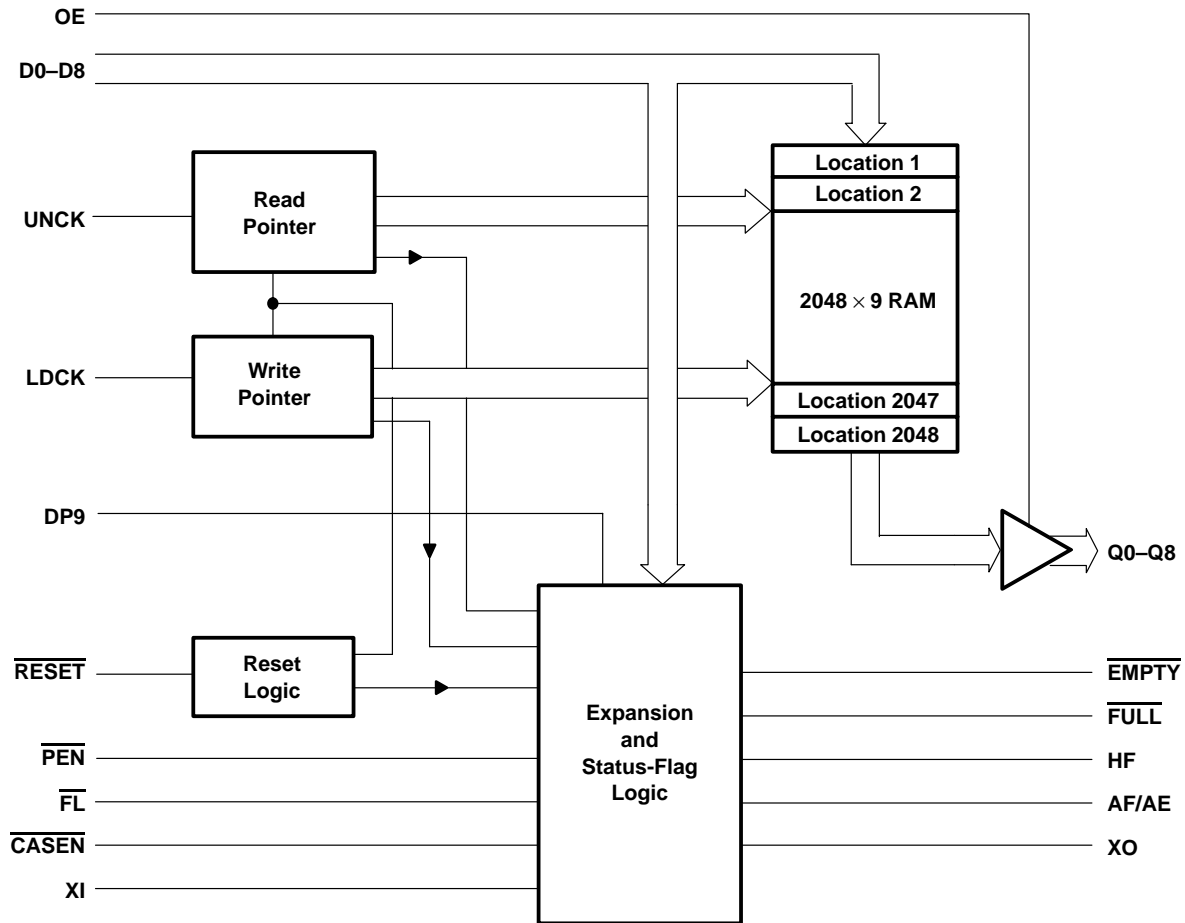 OE
D0–D8
Location 1
Read
Pointer
Location 2
UNCK
2048 × 9 RAM
Write
Pointer
LDCK
Location 2047
Location 2048
DP9
Q0–Q8
Reset
Logic
RESET
EMPTY
Expansion
and
Status-Flag
Logic
FULL
PEN
HF
FL
AF/AE
CASEN
XO
XI